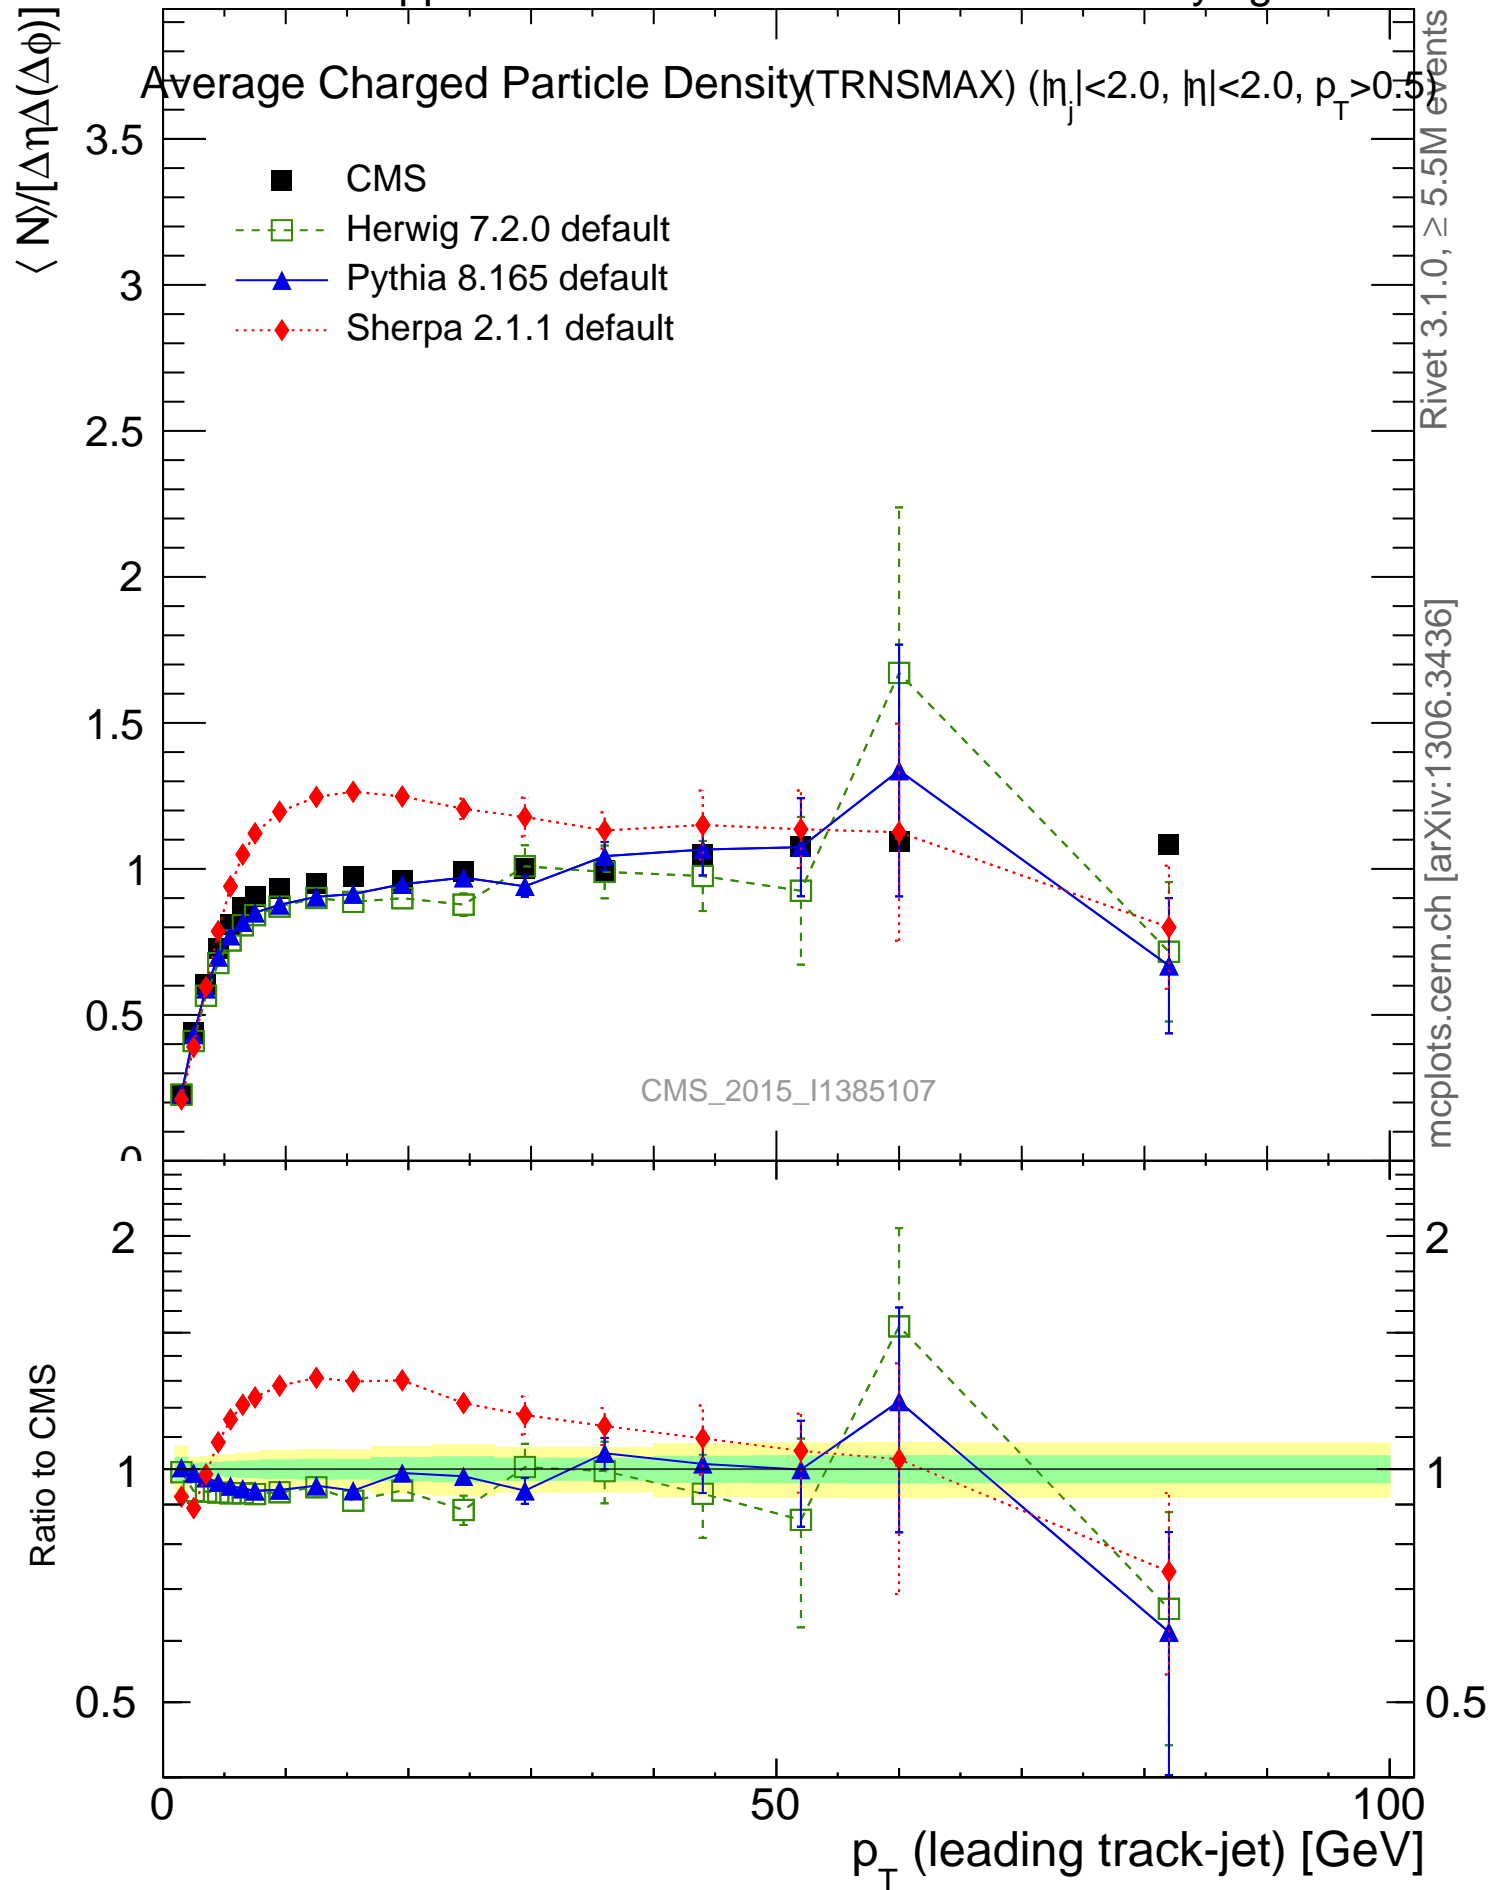 Average Charged Particle Density (TRNSMAX) (|η_j|<2.0, |η|<2.0, p_T>0.5)
⟨ N⟩/[ΔηΔ(Δϕ)]
CMS
Herwig 7.2.0 default
Pythia 8.165 default
Sherpa 2.1.1 default
3.5
3
2.5
2
1.5
1
0.5
0
CMS_2015_I1385107
Rivet 3.1.0, ≥ 5.5M events
mcplots.cern.ch [arXiv:1306.3436]
Ratio to CMS
2
1
0.5
2
1
0.5
0
50
100
p_T (leading track-jet) [GeV]